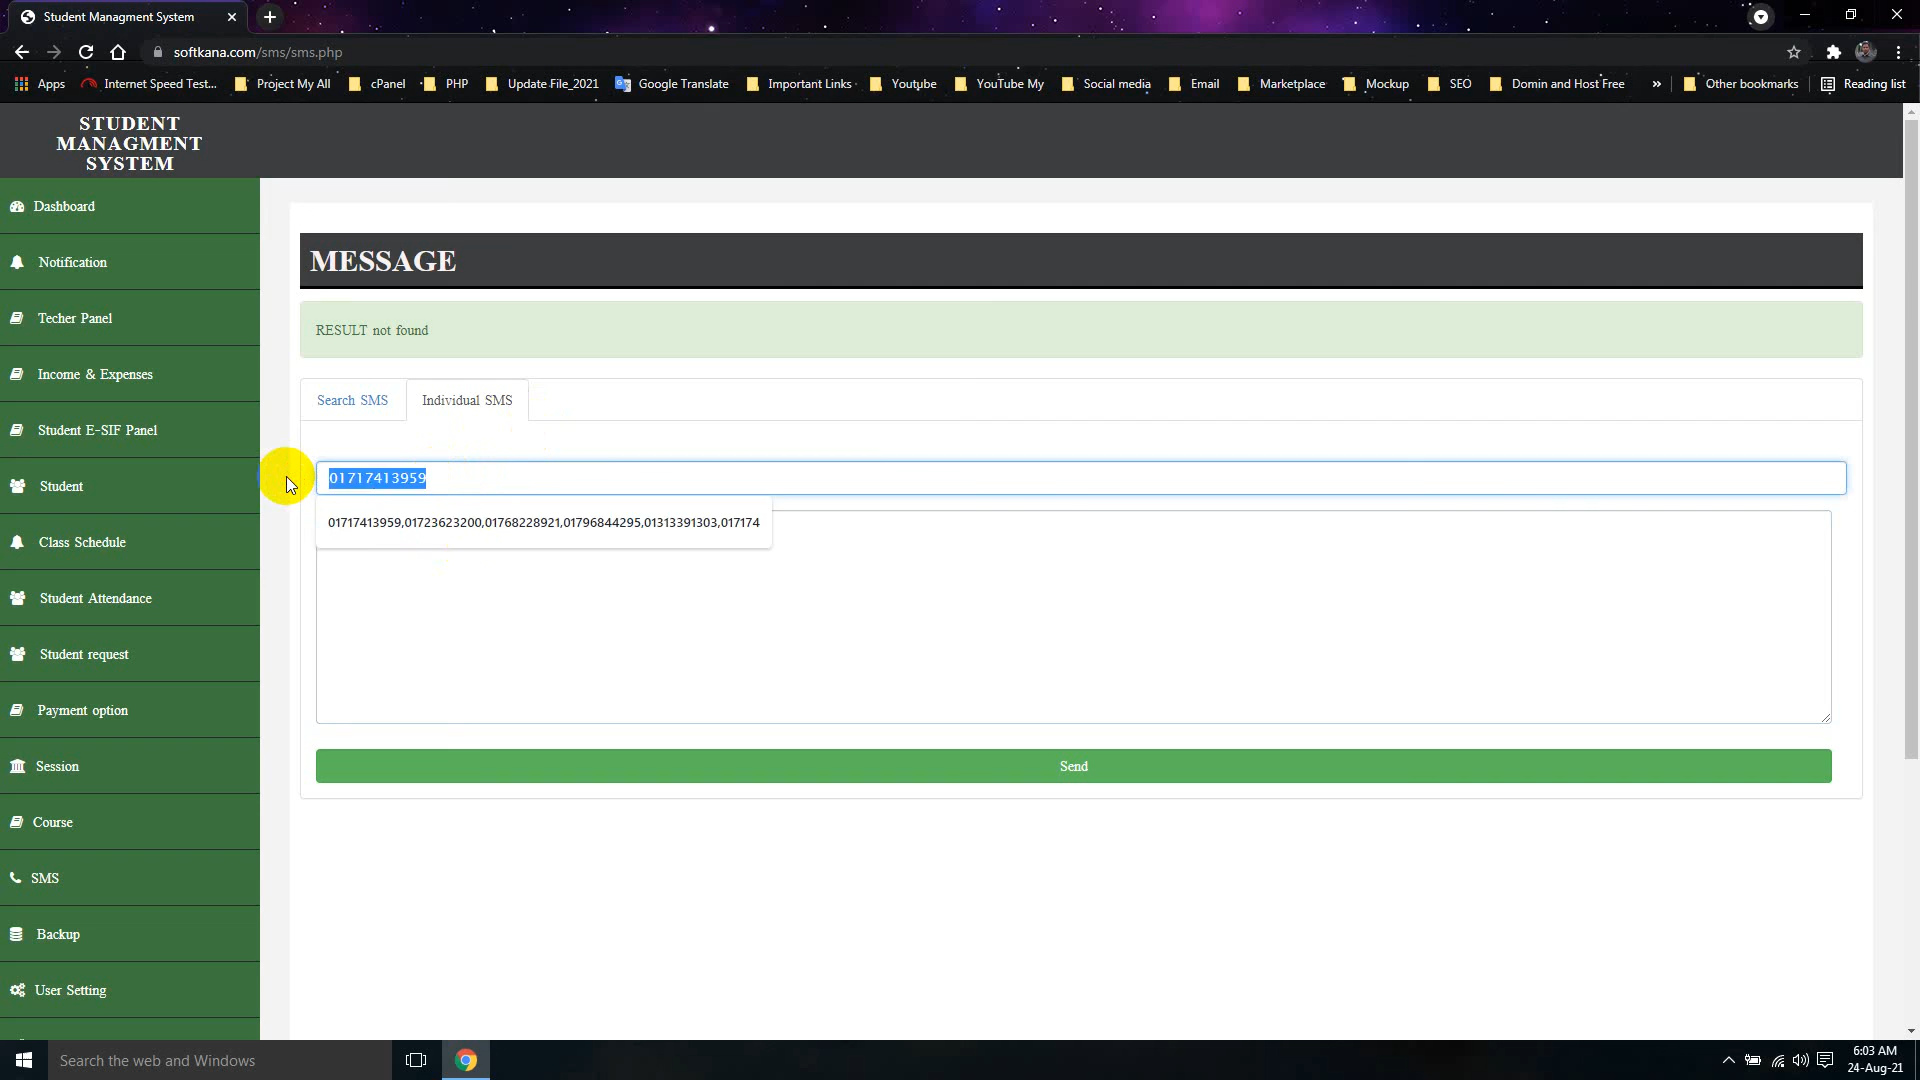 Student Managment System
softkana.com/sms/sms.php
Apps Internet Speed Test... Project My All cPanel PHP Update File_2021 Google Translate Important Links Youtube YouTube My Social media Email Marketplace Mockup SEO Domin and Host Free » Other bookmarks Reading list
STUDENT
MANAGMENT
SYSTEM
Dashboard
Notification
Techer Panel
Income & Expenses
Student E-SIF Panel
Student
Class Schedule
Student Attendance
Student request
Payment option
Session
Course
SMS
Backup
User Setting
MESSAGE
RESULT not found
Search SMS Individual SMS
01717413959
01717413959,01723623200,01768228921,01796844295,01313391303,017174
Send
Search the web and Windows
6:03 AM
24-Aug-21